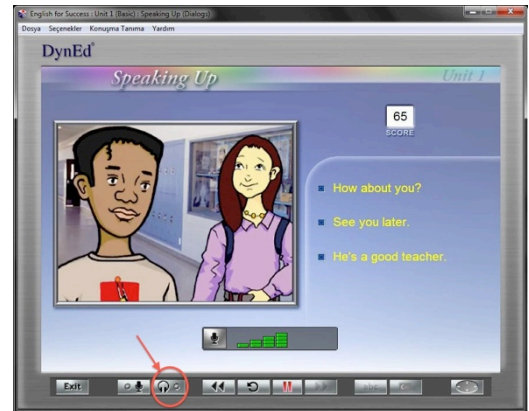 English for Success : Unit 1 (Basic) : Speaking Up (Dialogs)
Dosya Seçenekler Konuşma Tanıma Yardım
DynEd®
Speaking Up
Unit 1
65
SCORE
How about you?
See you later.
He's a good teacher.
Exit